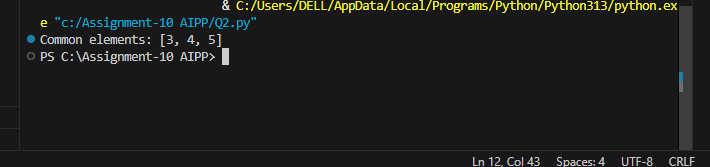 & C:/Users/DELL/AppData/Local/Programs/Python/Python313/python.ex
e "c:/Assignment-10 AIPP/Q2.py"
Common elements: [3, 4, 5]
PS C:\Assignment-10 AIPP>
Ln 12, Col 43 Spaces: 4 UTF-8 CRLF